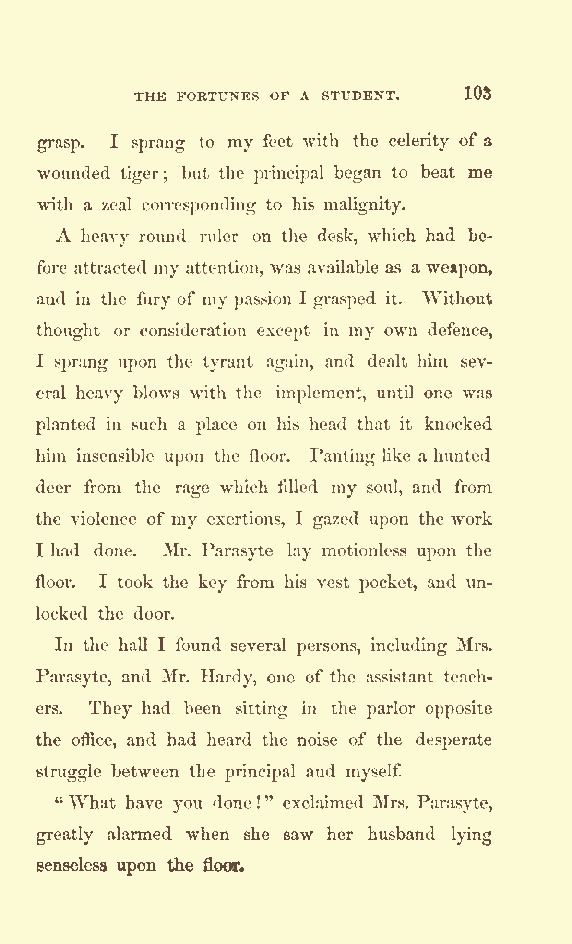 THE FORTUNES OF A STUDENT. 103
grasp. I sprang to my feet with the celerity of a
wounded tiger; but the principal began to beat me
with a zeal corresponding to his malignity.
A heavy round ruler on the desk, which had be-
fore attracted my attention, was available as a weapon,
and in the fury of my passion I grasped it. Without
thought or consideration except in my own defence,
I sprang upon the tyrant again, and dealt him sev-
eral heavy blows with the implement, until one was
planted in such a place on his head that it knocked
him insensible upon the floor. Panting like a hunted
deer from the rage which filled my soul, and from
the violence of my exertions, I gazed upon the work
I had done. Mr. Parasyte lay motionless upon the
floor. I took the key from his vest pocket, and un-
locked the door.
In the hall I found several persons, including Mrs.
Parasyte, and Mr. Hardy, one of the assistant teach-
ers. They had been sitting in the parlor opposite
the office, and had heard the noise of the desperate
struggle between the principal and myself.
"What have you done!" exclaimed Mrs. Parasyte,
greatly alarmed when she saw her husband lying
senseless upon the floor.